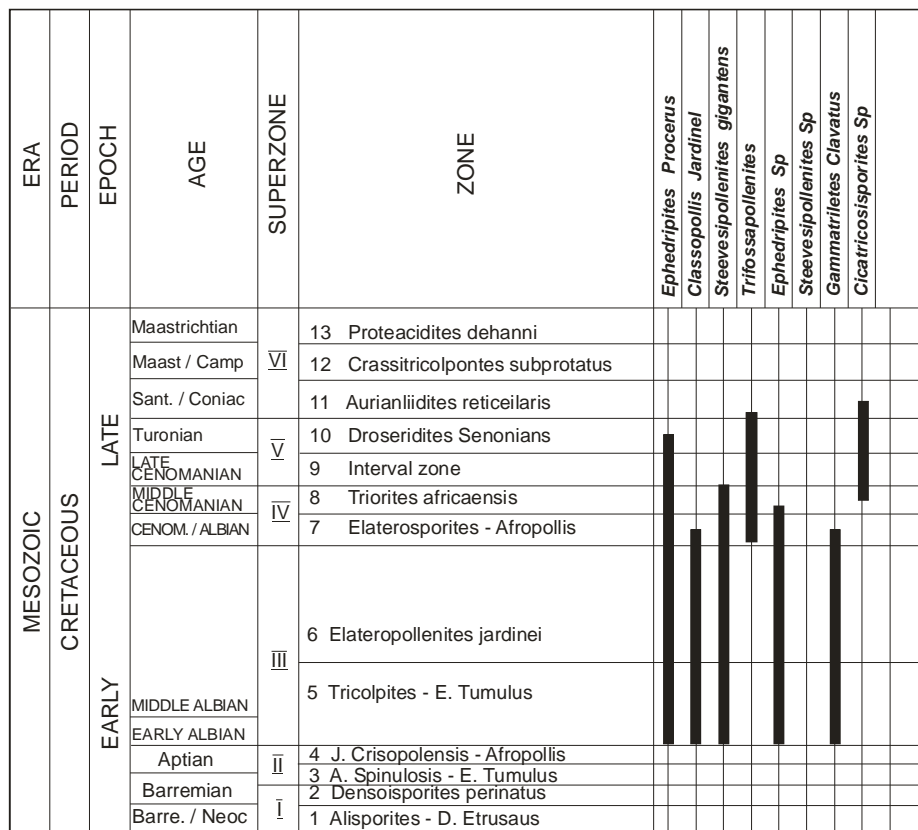 ERA
PERIOD
EPOCH
AGE
SUPERZONE
ZONE
Ephedripites Procerus
Classopollis Jardinel
Steevesipollenites gigantens
Trifossapollenites
Ephedripites Sp
Steevesipollenites Sp
Gammatriletes Clavatus
Cicatricosisporites Sp
MESOZOIC
CRETACEOUS
LATE
EARLY
Maastrichtian
Maast / Camp
Sant. / Coniac
Turonian
LATE
CENOMANIAN
MIDDLE
CENOMANIAN
CENOM. / ALBIAN
MIDDLE ALBIAN
EARLY ALBIAN
Aptian
Barremian
Barre. / Neoc
VI
V
IV
III
II
I
13 Proteacidites dehanni
12 Crassitricolpontes subprotatus
11 Aurianliidites reticeilaris
10 Droseridites Senonians
9 Interval zone
8 Triorites africaensis
7 Elaterosporites - Afropollis
6 Elateropollenites jardinei
5 Tricolpites - E. Tumulus
4 J. Crisopolensis - Afropollis
3 A. Spinulosis - E. Tumulus
2 Densoisporites perinatus
1 Alisporites - D. Etrusaus